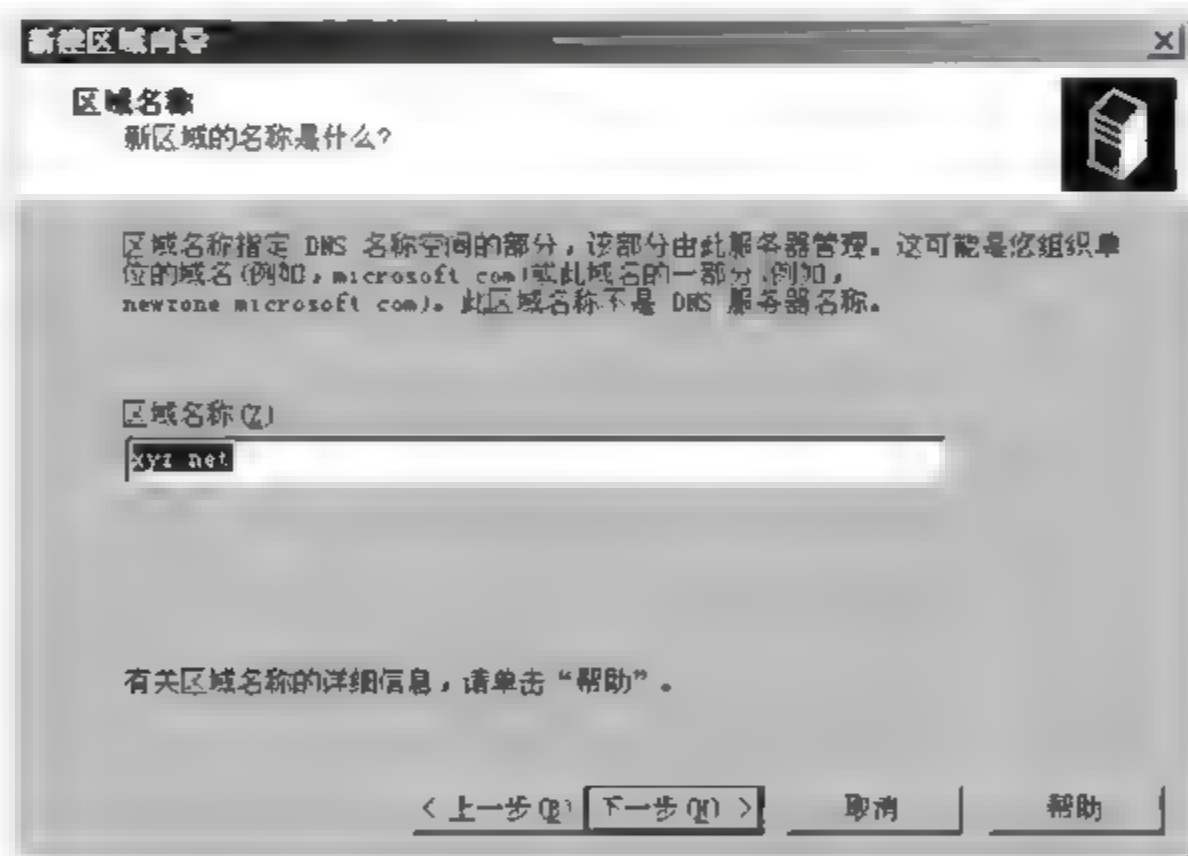 新建区域向导
区域名称
新区域的名称是什么?
区域名称指定 DNS 名称空间的部分,该部分由此服务器管理。这可能是您组织单
位的域名(例如,microsoft com)或此域名的一部分(例如,
newzone microsoft com)。此区域名称不是 DNS 服务器名称。
区域名称(Z)
xyz net
有关区域名称的详细信息,请单击“帮助”。
< 上一步(B) 下一步(N) > 取消 帮助